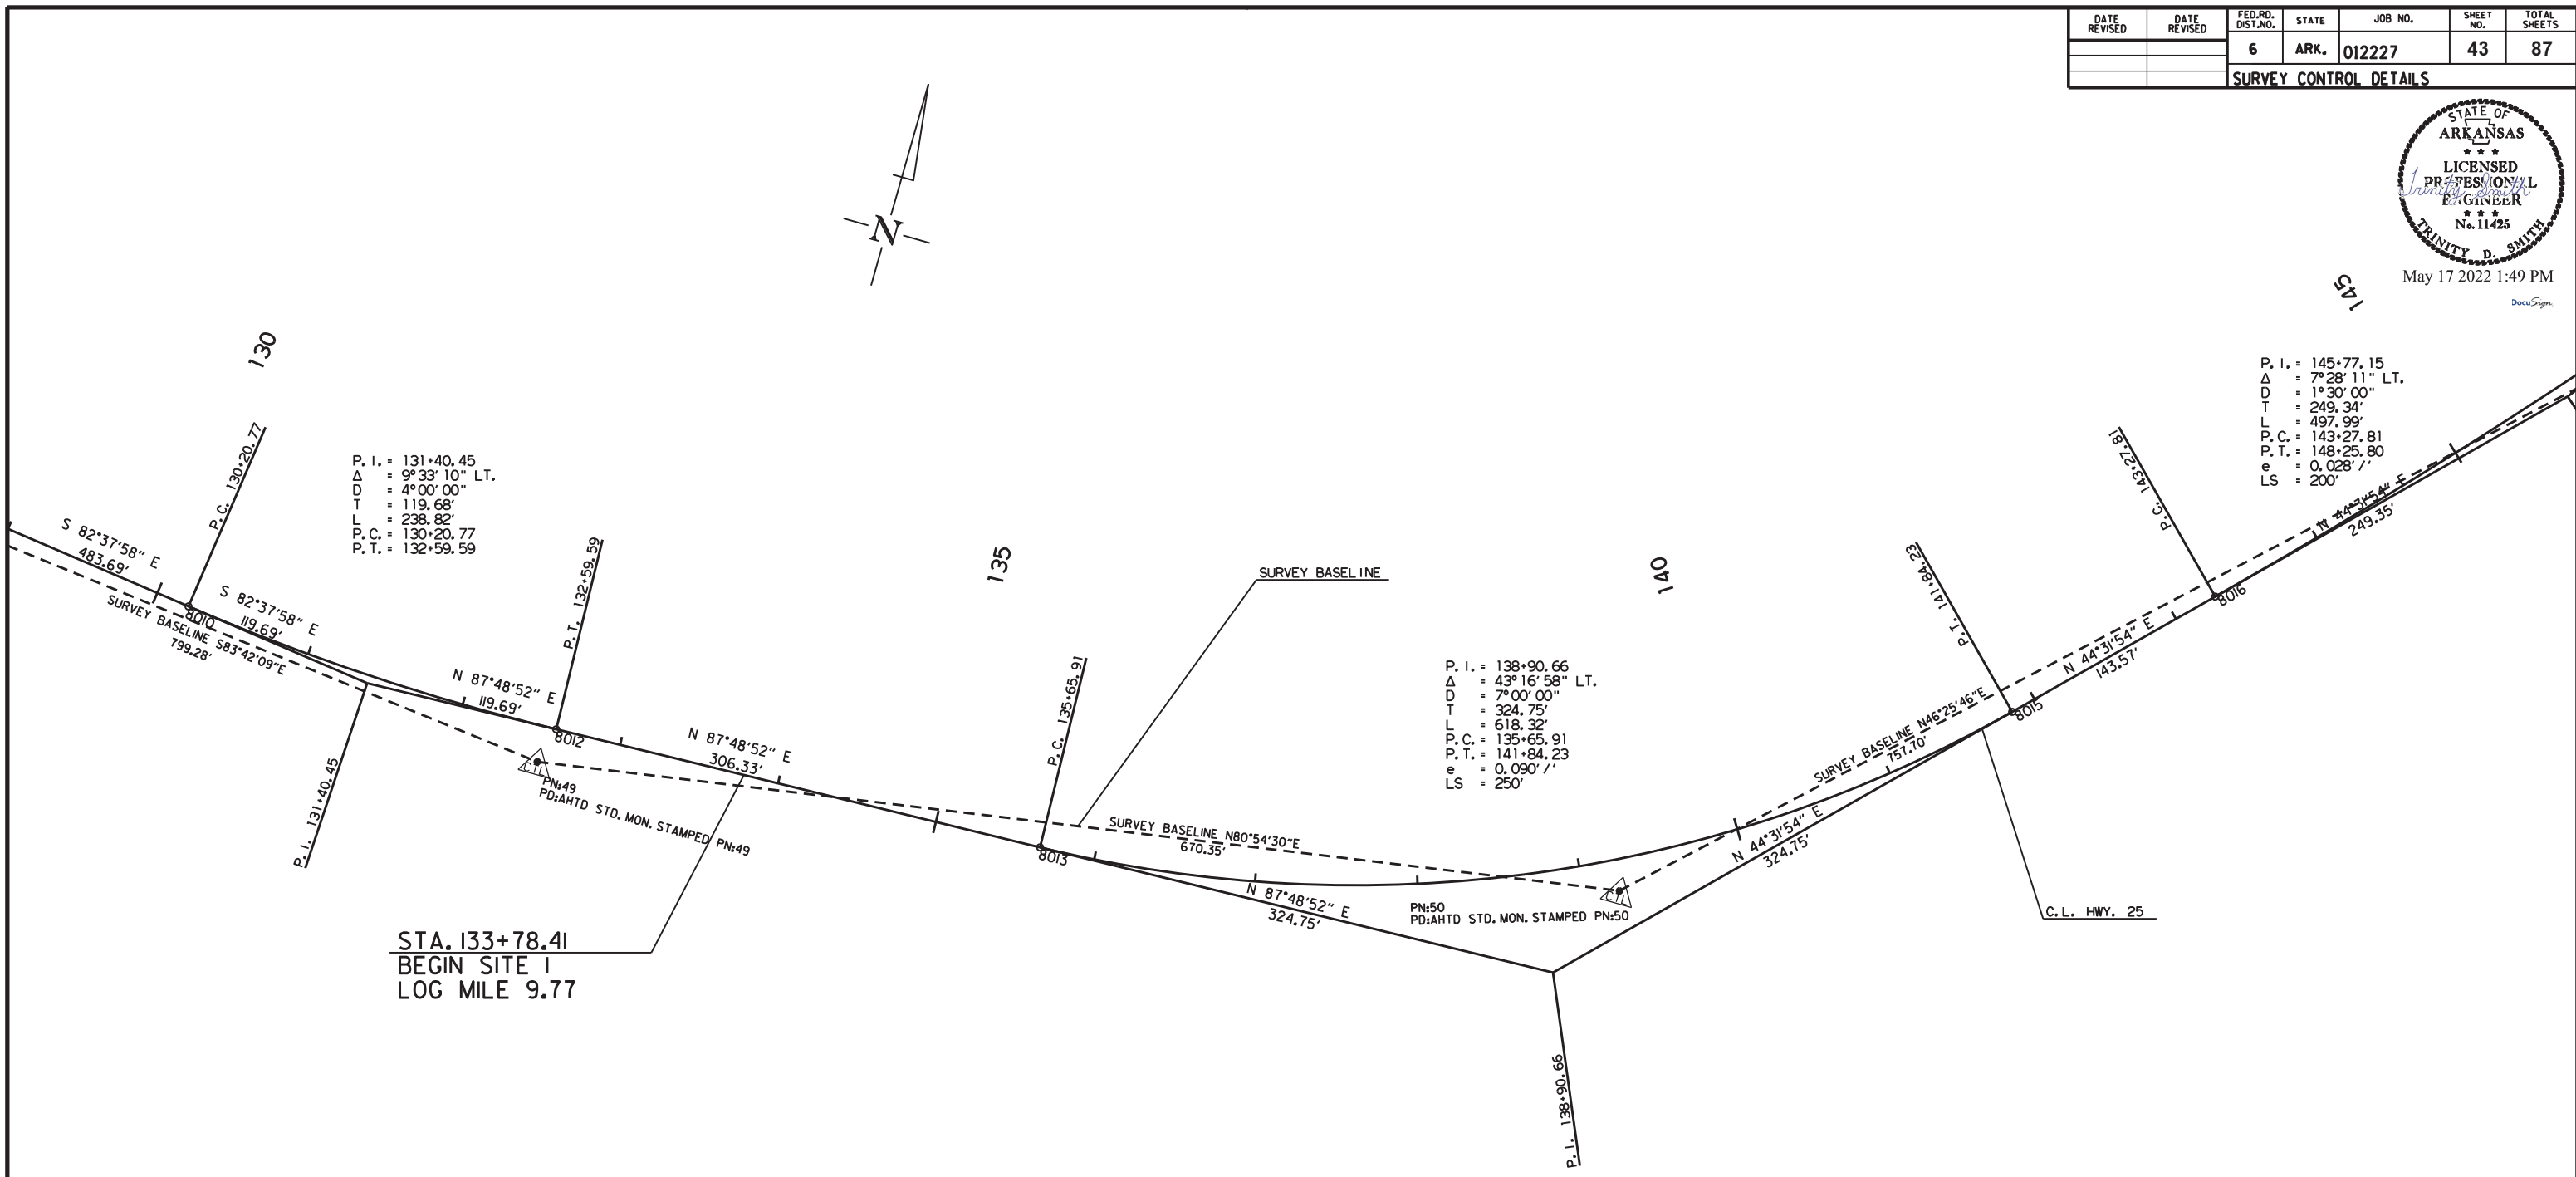 DATE REVISED
DATE REVISED
FED.RD. DIST.NO.
STATE
JOB NO.
SHEET NO.
TOTAL SHEETS
6
ARK.
012227
43
87
SURVEY CONTROL DETAILS
STATE OF
ARKANSAS
★ ★ ★
LICENSED
PROFESSIONAL
ENGINEER
★ ★ ★
No. 11425
TRINITY D. SMITH
Trinity Smith
May 17 2022 1:49 PM
DocuSign
N
130
135
140
145
P.C. 130+20.77
P.I. = 131+40.45
Δ = 9°33'10" LT.
D = 4°00'00"
T = 119.68'
L = 238.82'
P.C. = 130+20.77
P.T. = 132+59.59
P.T. 132+59.59
S 82°37'58" E
483.69'
8010
S 82°37'58" E
119.69'
SURVEY BASELINE S83°42'09"E
799.28'
N 87°48'52" E
119.69'
8012
P.I. 131+40.45
CTL
PN:49
PD:AHTD STD. MON. STAMPED PN:49
N 87°48'52" E
306.33'
STA. 133+78.41
BEGIN SITE 1
LOG MILE 9.77
P.C. 135+65.91
8013
SURVEY BASELINE
SURVEY BASELINE N80°54'30"E
670.35'
N 87°48'52" E
324.75'
P.I. = 138+90.66
Δ = 43°16'58" LT.
D = 7°00'00"
T = 324.75'
L = 618.32'
P.C. = 135+65.91
P.T. = 141+84.23
e = 0.090'/'
LS = 250'
CTL
PN:50
PD:AHTD STD. MON. STAMPED PN:50
P.I. 138+90.66
N 44°31'54" E
324.75'
SURVEY BASELINE N46°25'46"E
757.70'
C.L. HWY. 25
P.T. 141+84.23
8015
N 44°31'54" E
143.57'
P.C. 143+27.81
8016
N 44°31'54" E
249.35'
P.I. = 145+77.15
Δ = 7°28'11" LT.
D = 1°30'00"
T = 249.34'
L = 497.99'
P.C. = 143+27.81
P.T. = 148+25.80
e = 0.028'/'
LS = 200'